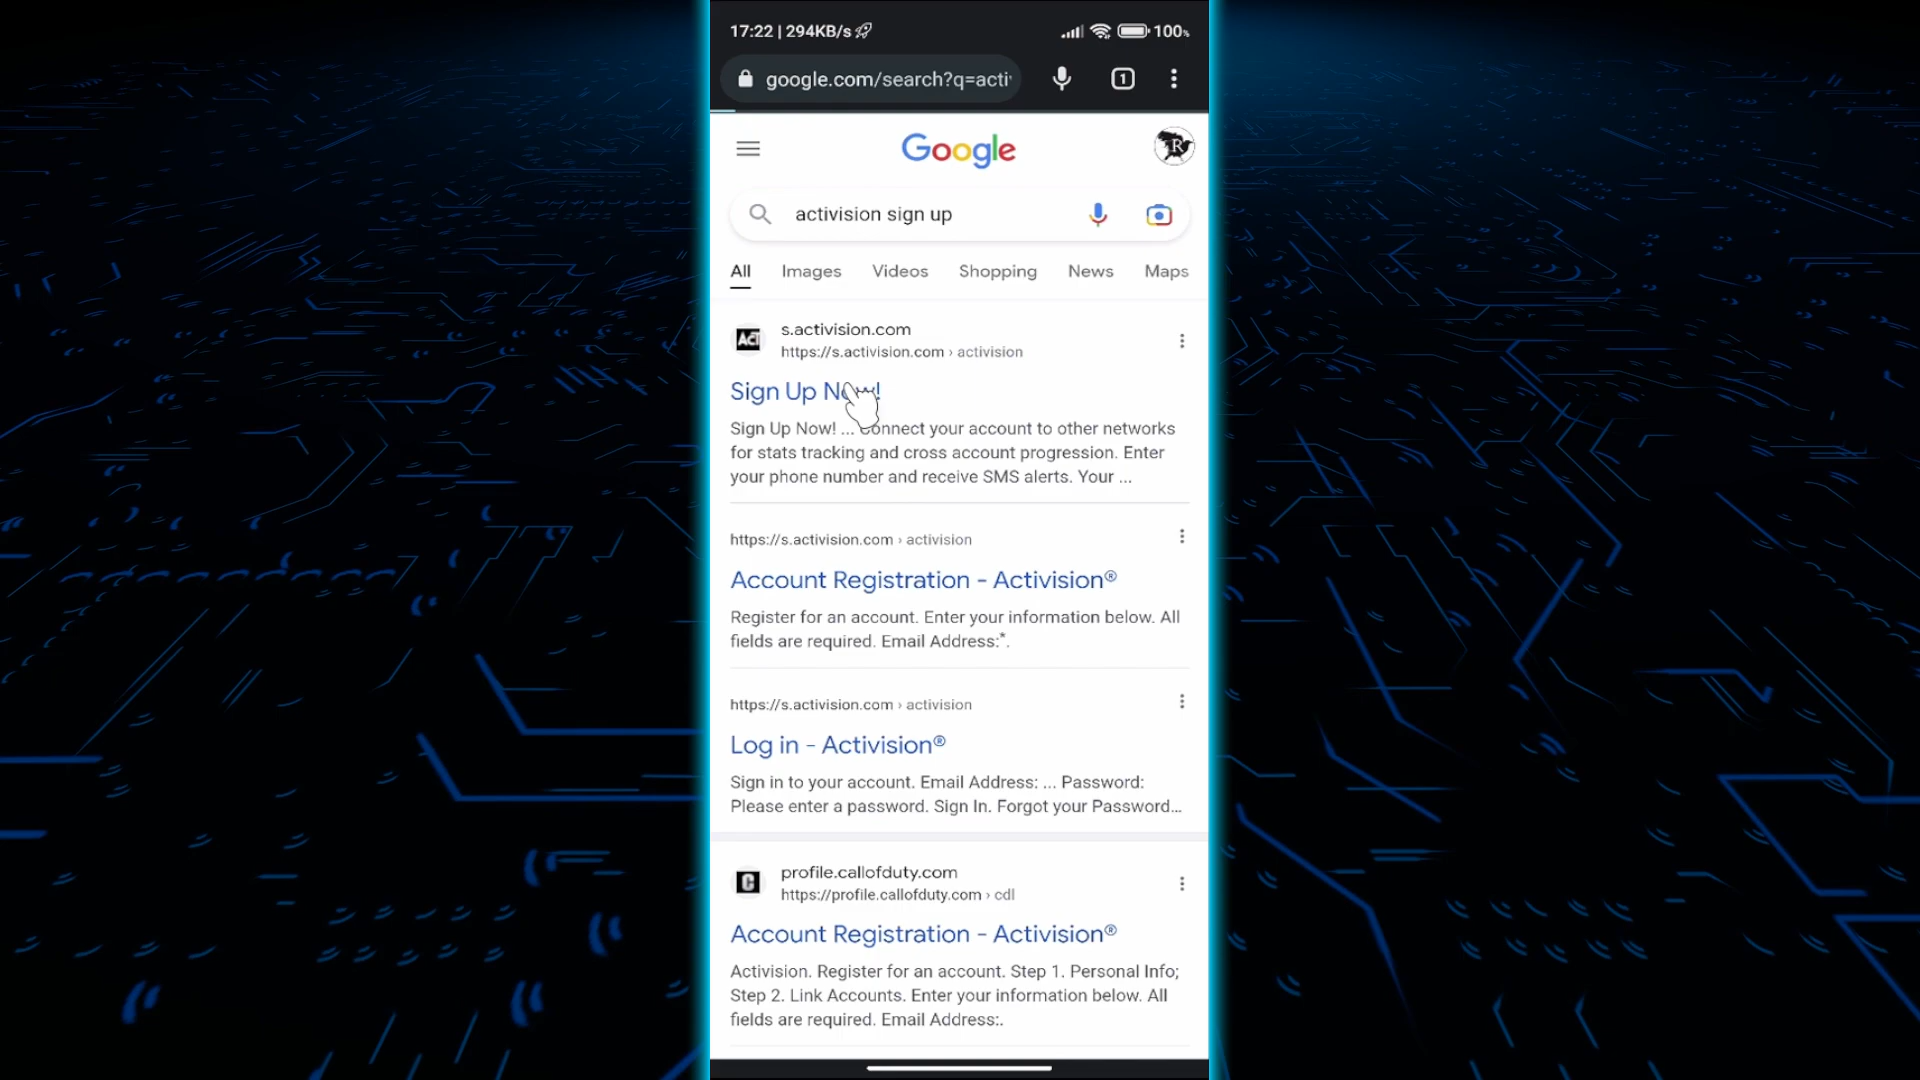 17:22 | 294KB/s
100%
google.com/search?q=acti
1
Google
R
activision sign up
All Images Videos Shopping News Maps
ACTI
s.activision.com
https://s.activision.com › activision
Sign Up Now!
Sign Up Now! ... Connect your account to other networks
for stats tracking and cross account progression. Enter
your phone number and receive SMS alerts. Your ...
https://s.activision.com › activision
Account Registration - Activision®
Register for an account. Enter your information below. All
fields are required. Email Address:*.
https://s.activision.com › activision
Log in - Activision®
Sign in to your account. Email Address: ... Password:
Please enter a password. Sign In. Forgot your Password...
C
profile.callofduty.com
https://profile.callofduty.com › cdl
Account Registration - Activision®
Activision. Register for an account. Step 1. Personal Info;
Step 2. Link Accounts. Enter your information below. All
fields are required. Email Address:.